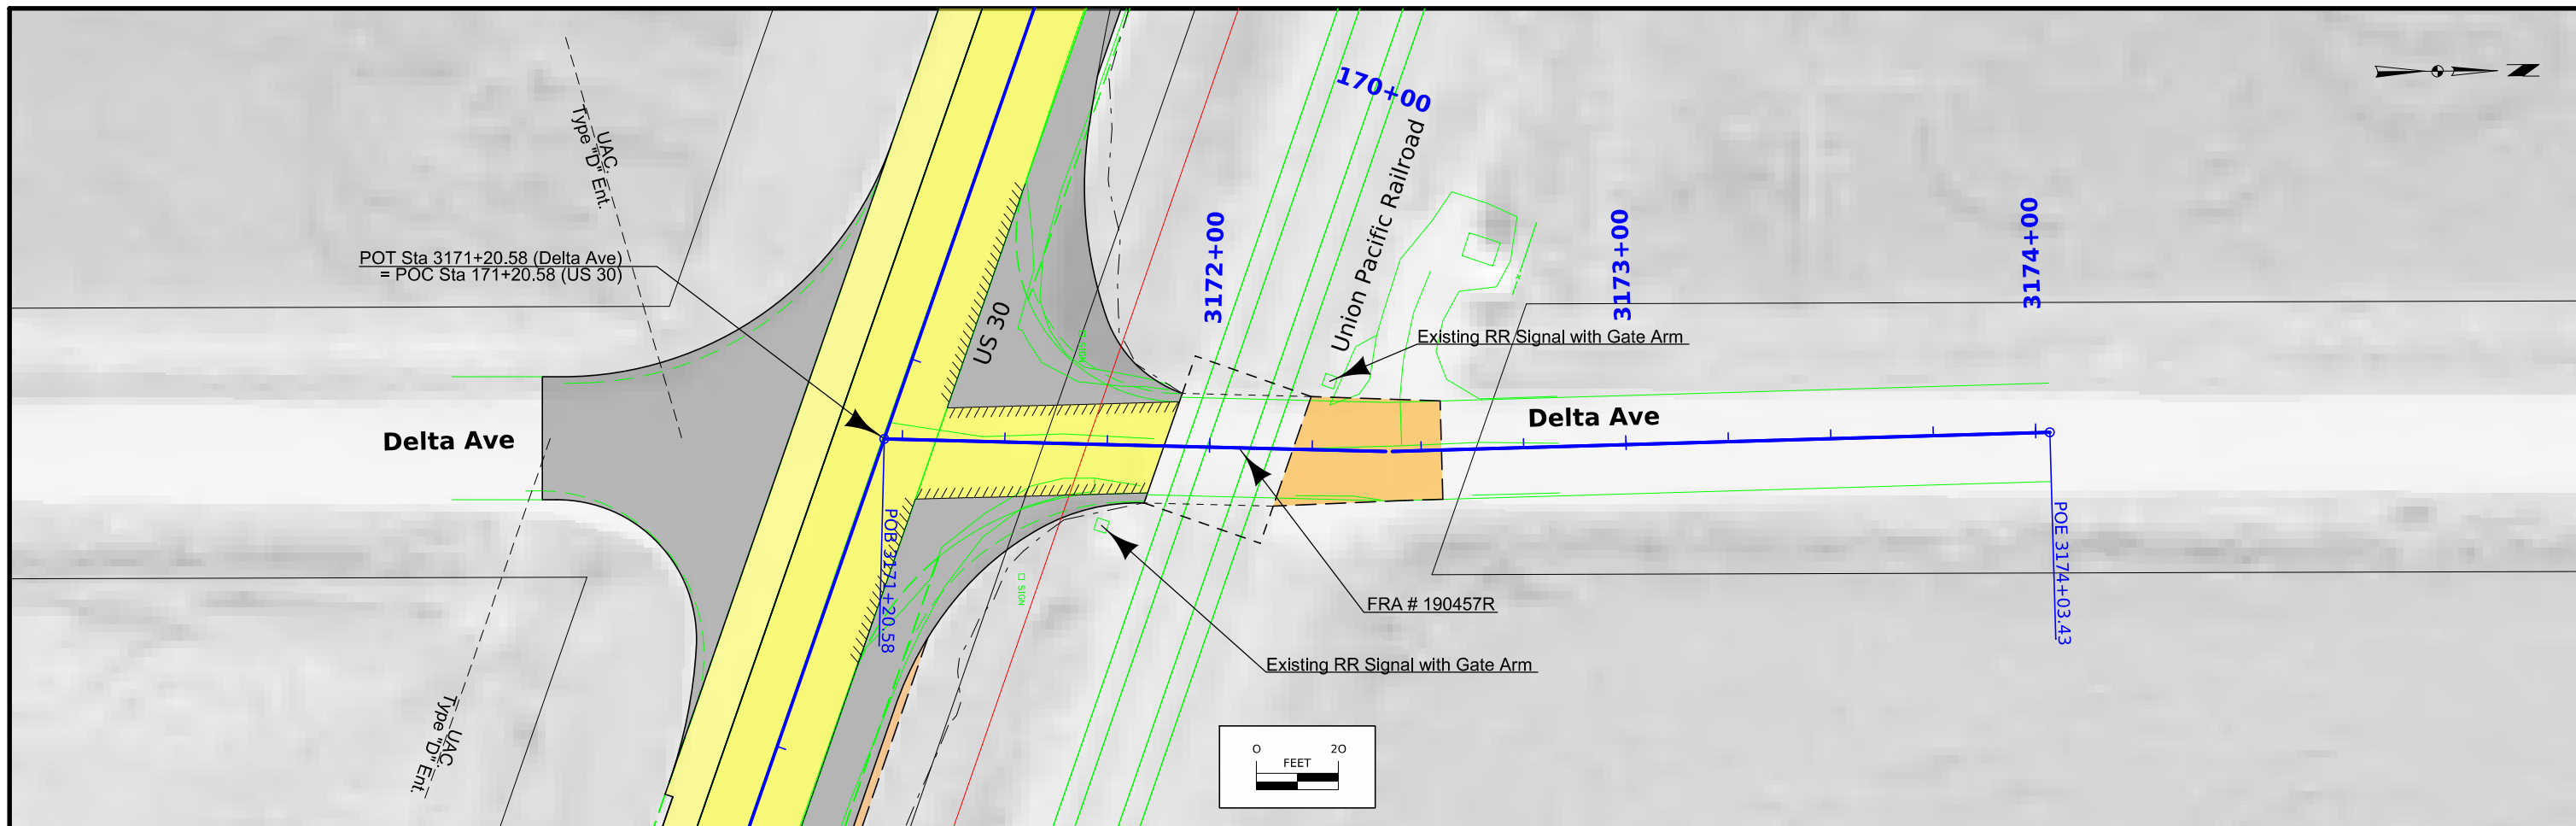 170+00
UAC.
Type "D" Ent.
Union Pacific Railroad
3172+00
3173+00
3174+00
POT Sta 3171+20.58 (Delta Ave)
= POC Sta 171+20.58 (US 30)
US 30
SIGN
Existing RR Signal with Gate Arm
Delta Ave
Delta Ave
POB 3171+20.58
POE 3174+03.43
SIGN
FRA # 190457R
Existing RR Signal with Gate Arm
UAC.
Type "D" Ent.
0 20
FEET
N